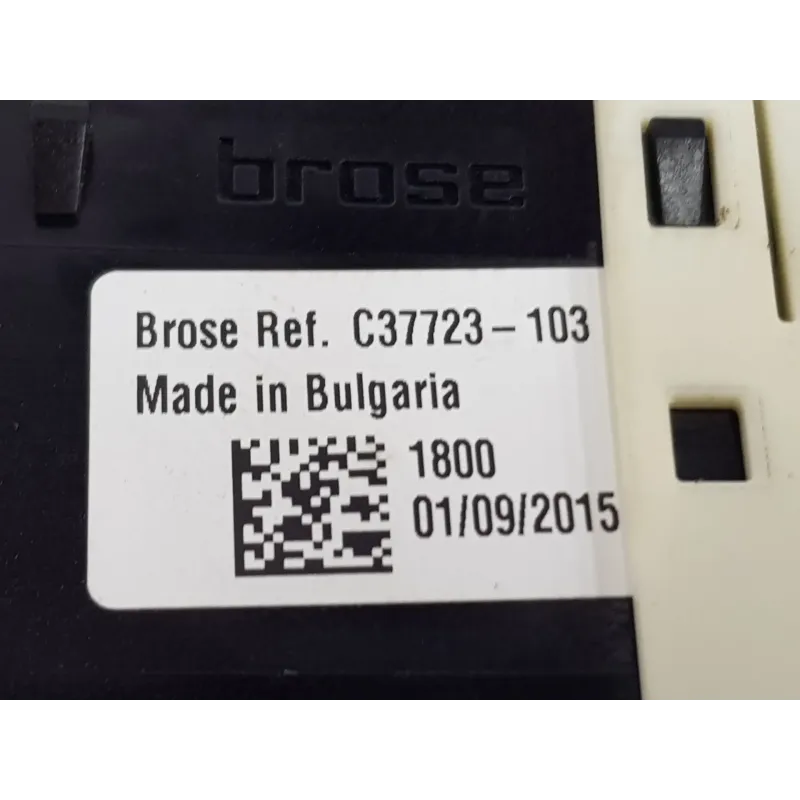 brose
Brose Ref. C37723-103
Made in Bulgaria
1800
01/09/2015